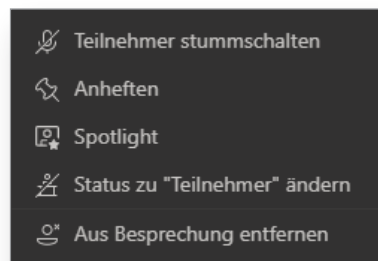 Teilnehmer stummschalten
Anheften
Spotlight
Status zu "Teilnehmer" ändern
Aus Besprechung entfernen